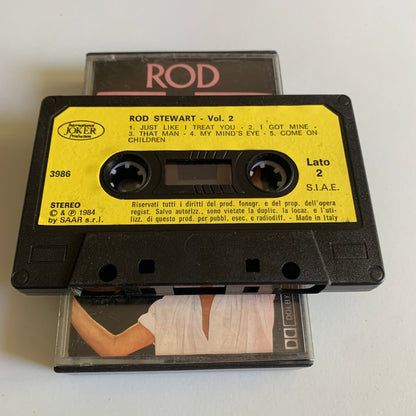 ROD
International
JOKER
Productions
ROD STEWART - Vol. 2
1. JUST LIKE I TREAT YOU - 2. I GOT MINE -
3. THAT MAN - 4. MY MIND'S EYE - 5. COME ON
CHILDREN
3986
Lato
2
S.I.A.E.
STEREO
© & ℗ 1984
by SAAR s.r.l.
Riservati tutti i diritti del prod. fonogr. e del prop. dell'opera
regist. Salvo autorizz., sono vietate la duplic. la locaz. e l'uti-
lizz. di questo prod. per pubbl. esec. e radiodiff. - Made in Italy
DOLBY